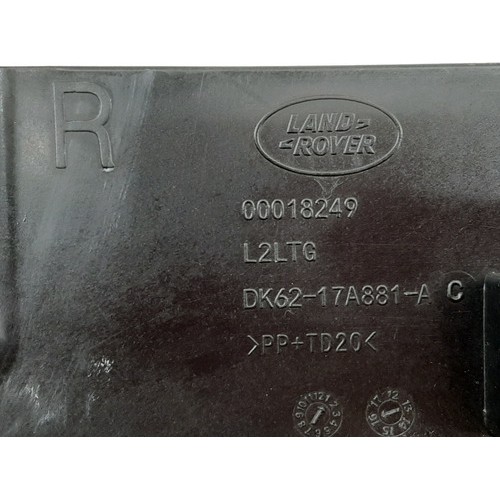 R
LAND-
-ROVER
00018249
L2LTG
DK62-17A881-A C
>PP+TD20<